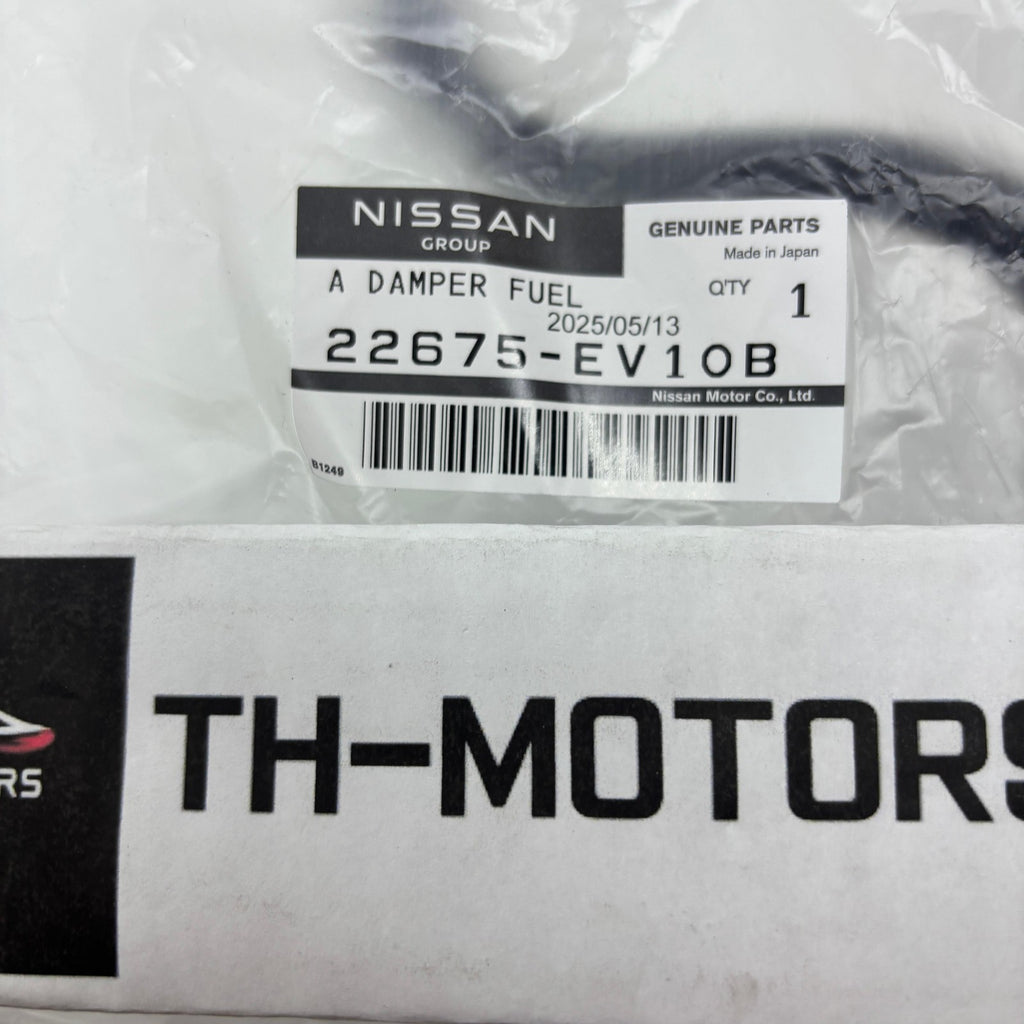 NISSAN
GROUP
GENUINE PARTS
Made in Japan
A DAMPER FUEL
Q'TY 1
2025/05/13
22675-EV10B
Nissan Motor Co., Ltd.
B1249
TH-MOTORS
RS